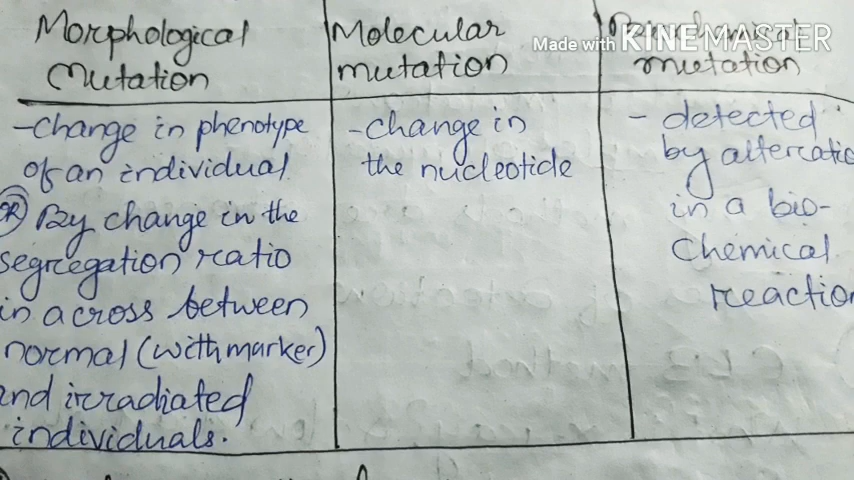 Morphological
Mutation
-change in phenotype
of an individual
OR By change in the
segregation ratio
in a cross between
normal (with marker)
and irradiated
individuals.
Molecular
mutation
-change in
the nucleotide
Made with KINEMASTER
mutation
- detected
by altercatio
in a bio-
chemical
reaction